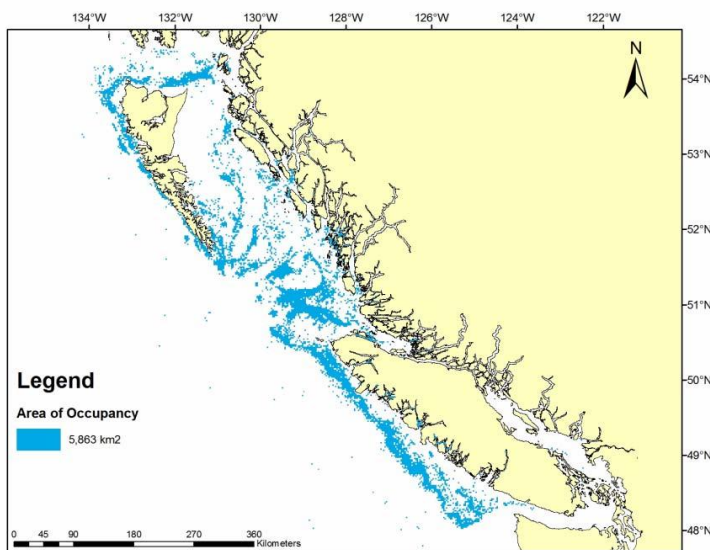 134°W 132°W 130°W 128°W 126°W 124°W 122°W
54°N
N
53°N
52°N
51°N
50°N
49°N
48°N
Legend
Area of Occupancy
5,863 km2
0 45 90 180 270 360
Kilometers